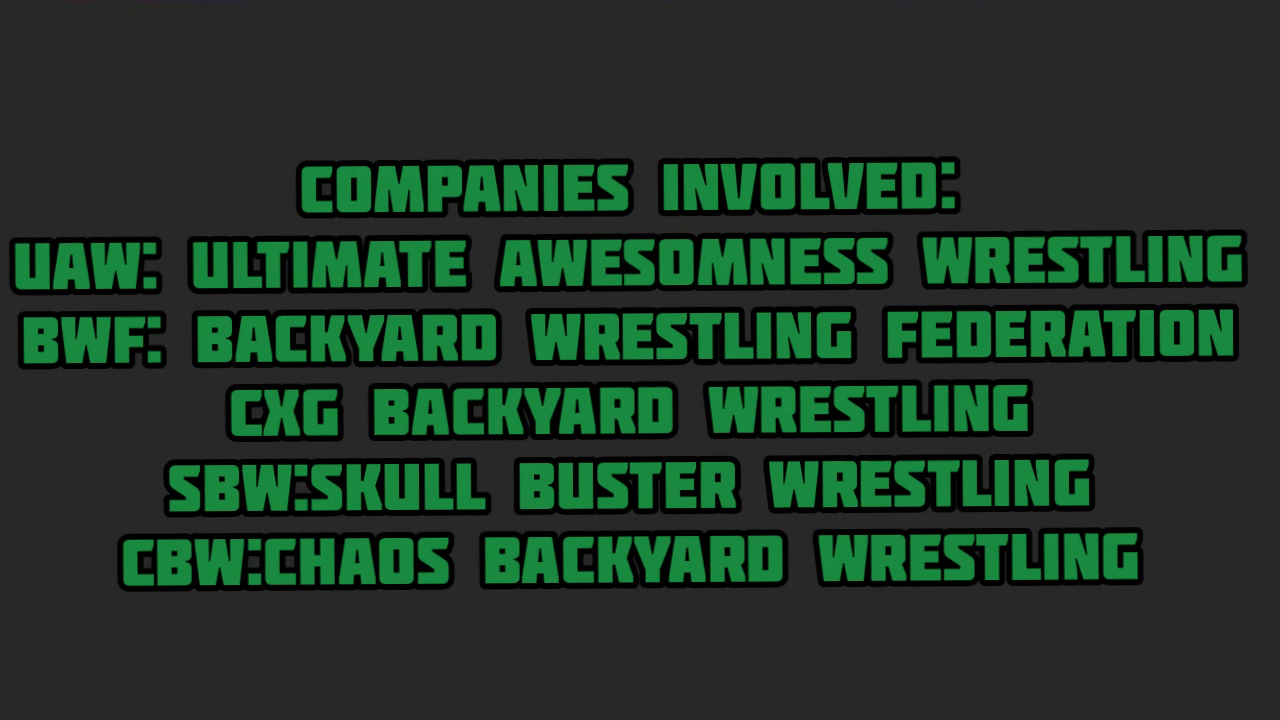 COMPANIES INVOLVED:
UAW: ULTIMATE AWESOMNESS WRESTLING
BWF: BACKYARD WRESTLING FEDERATION
CXG BACKYARD WRESTLING
SBW:SKULL BUSTER WRESTLING
CBW:CHAOS BACKYARD WRESTLING